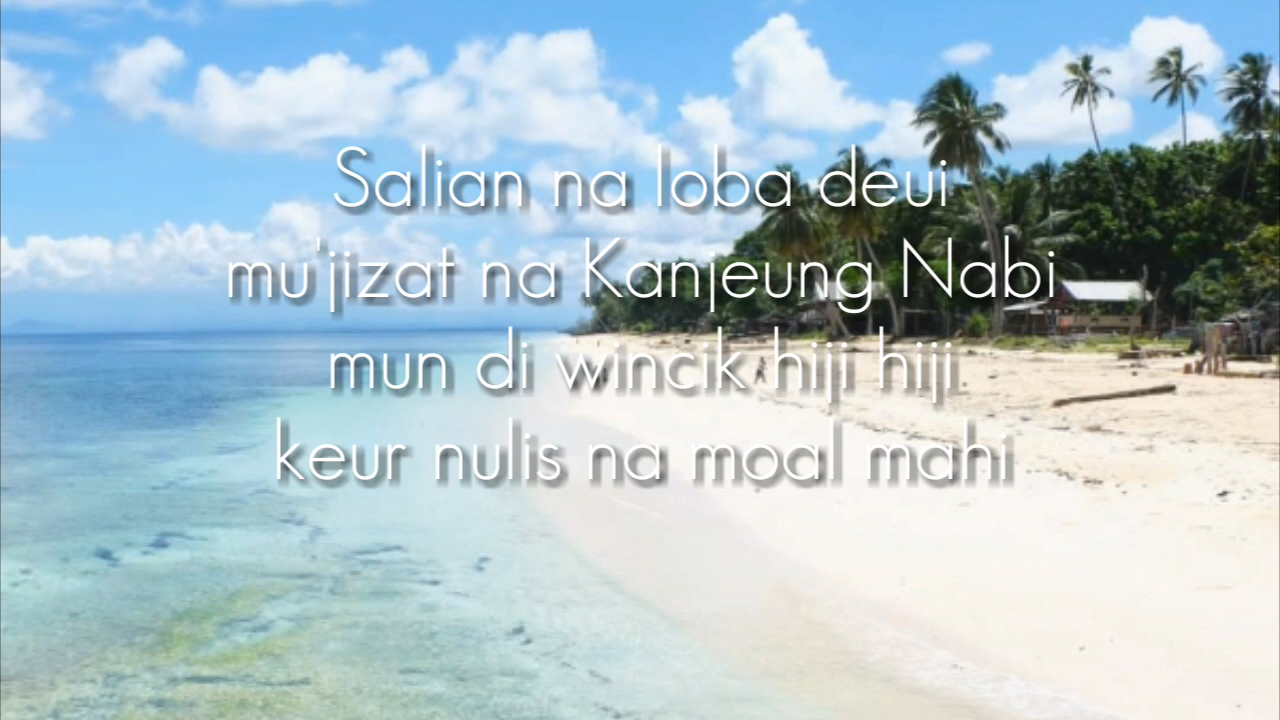 Salian na loba deui
mu'jizat na Kanjeung Nabi
mun di wincik hiji hiji
keur nulis na moal mahi